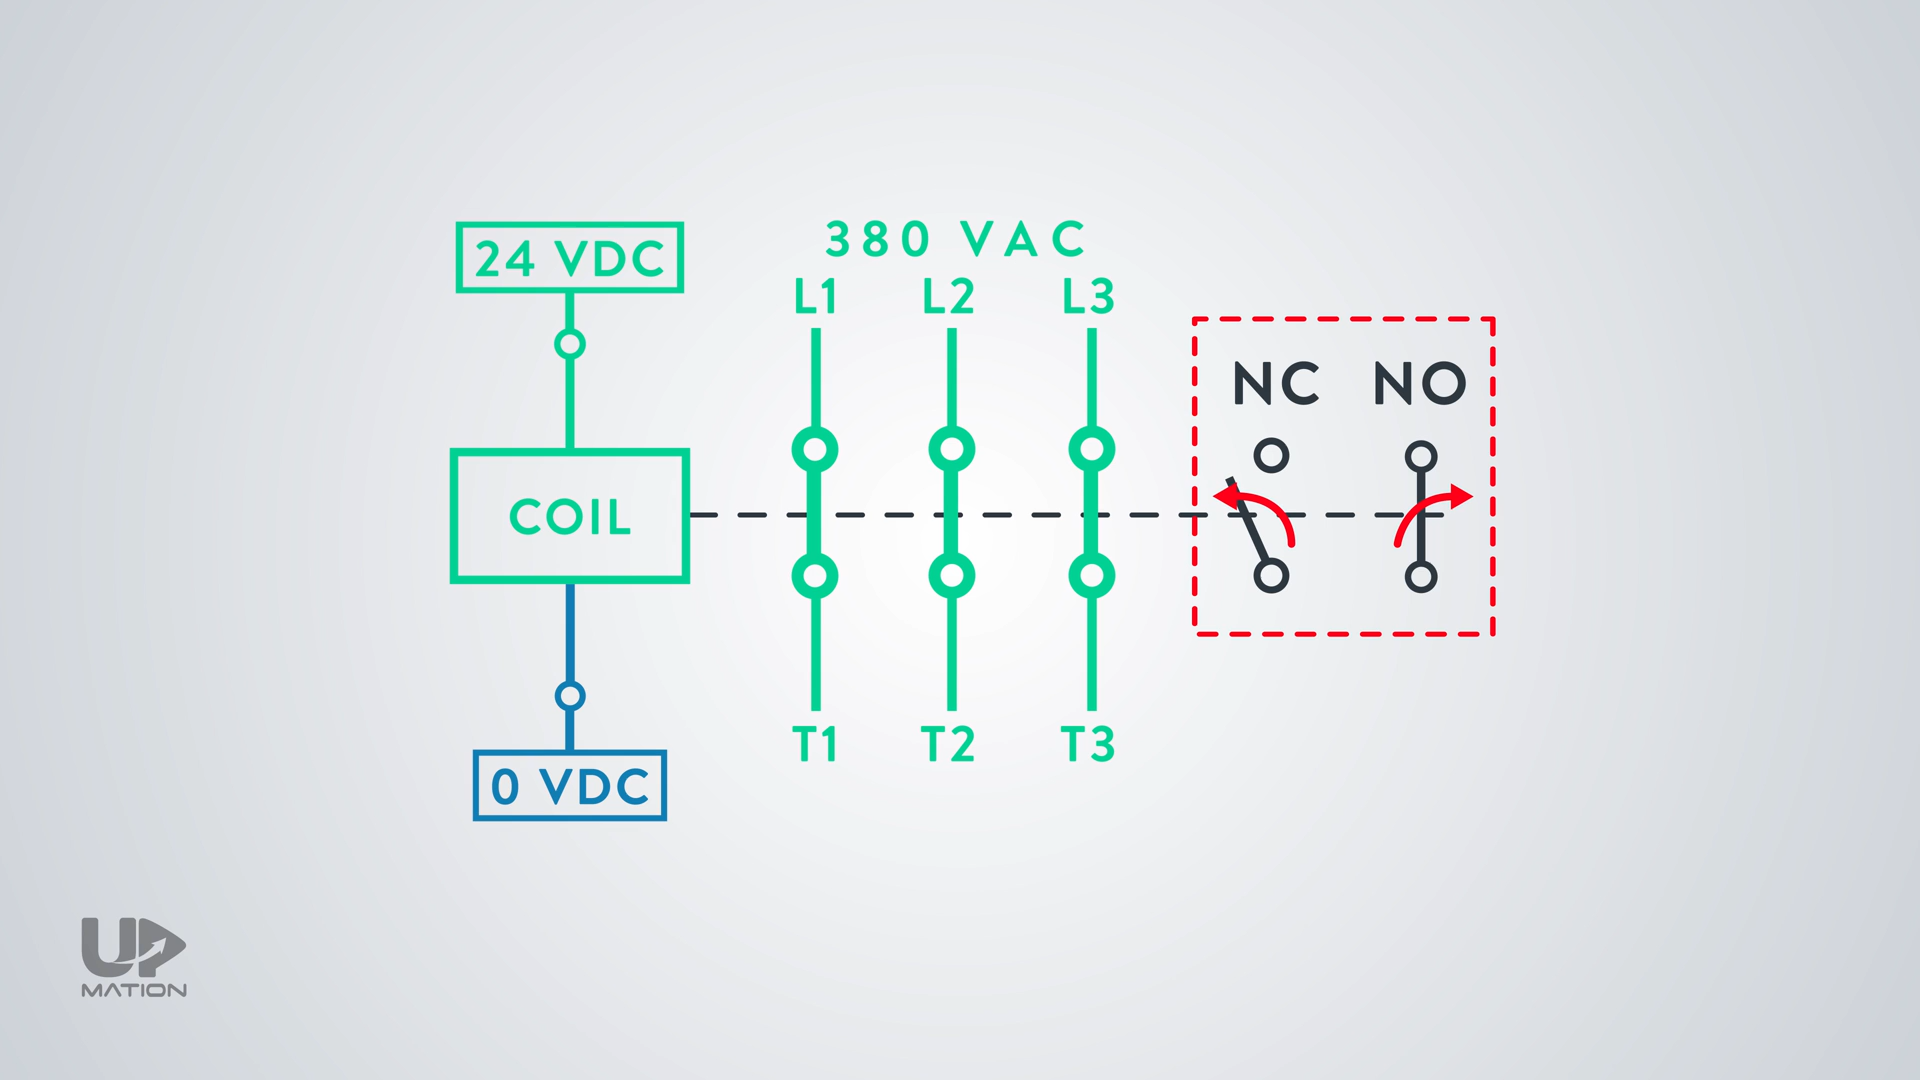 24 VDC
380 VAC
L1 L2 L3
NC NO
COIL
T1 T2 T3
0 VDC
UP
MATION